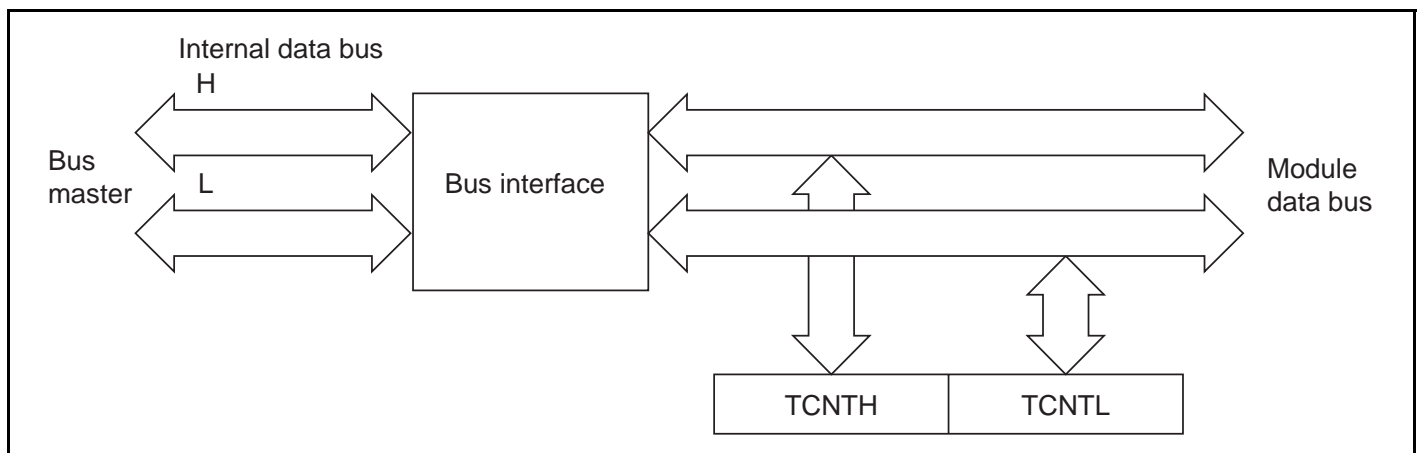 Internal data bus
H
Bus
master
L
Bus interface
Module
data bus
TCNTH
TCNTL